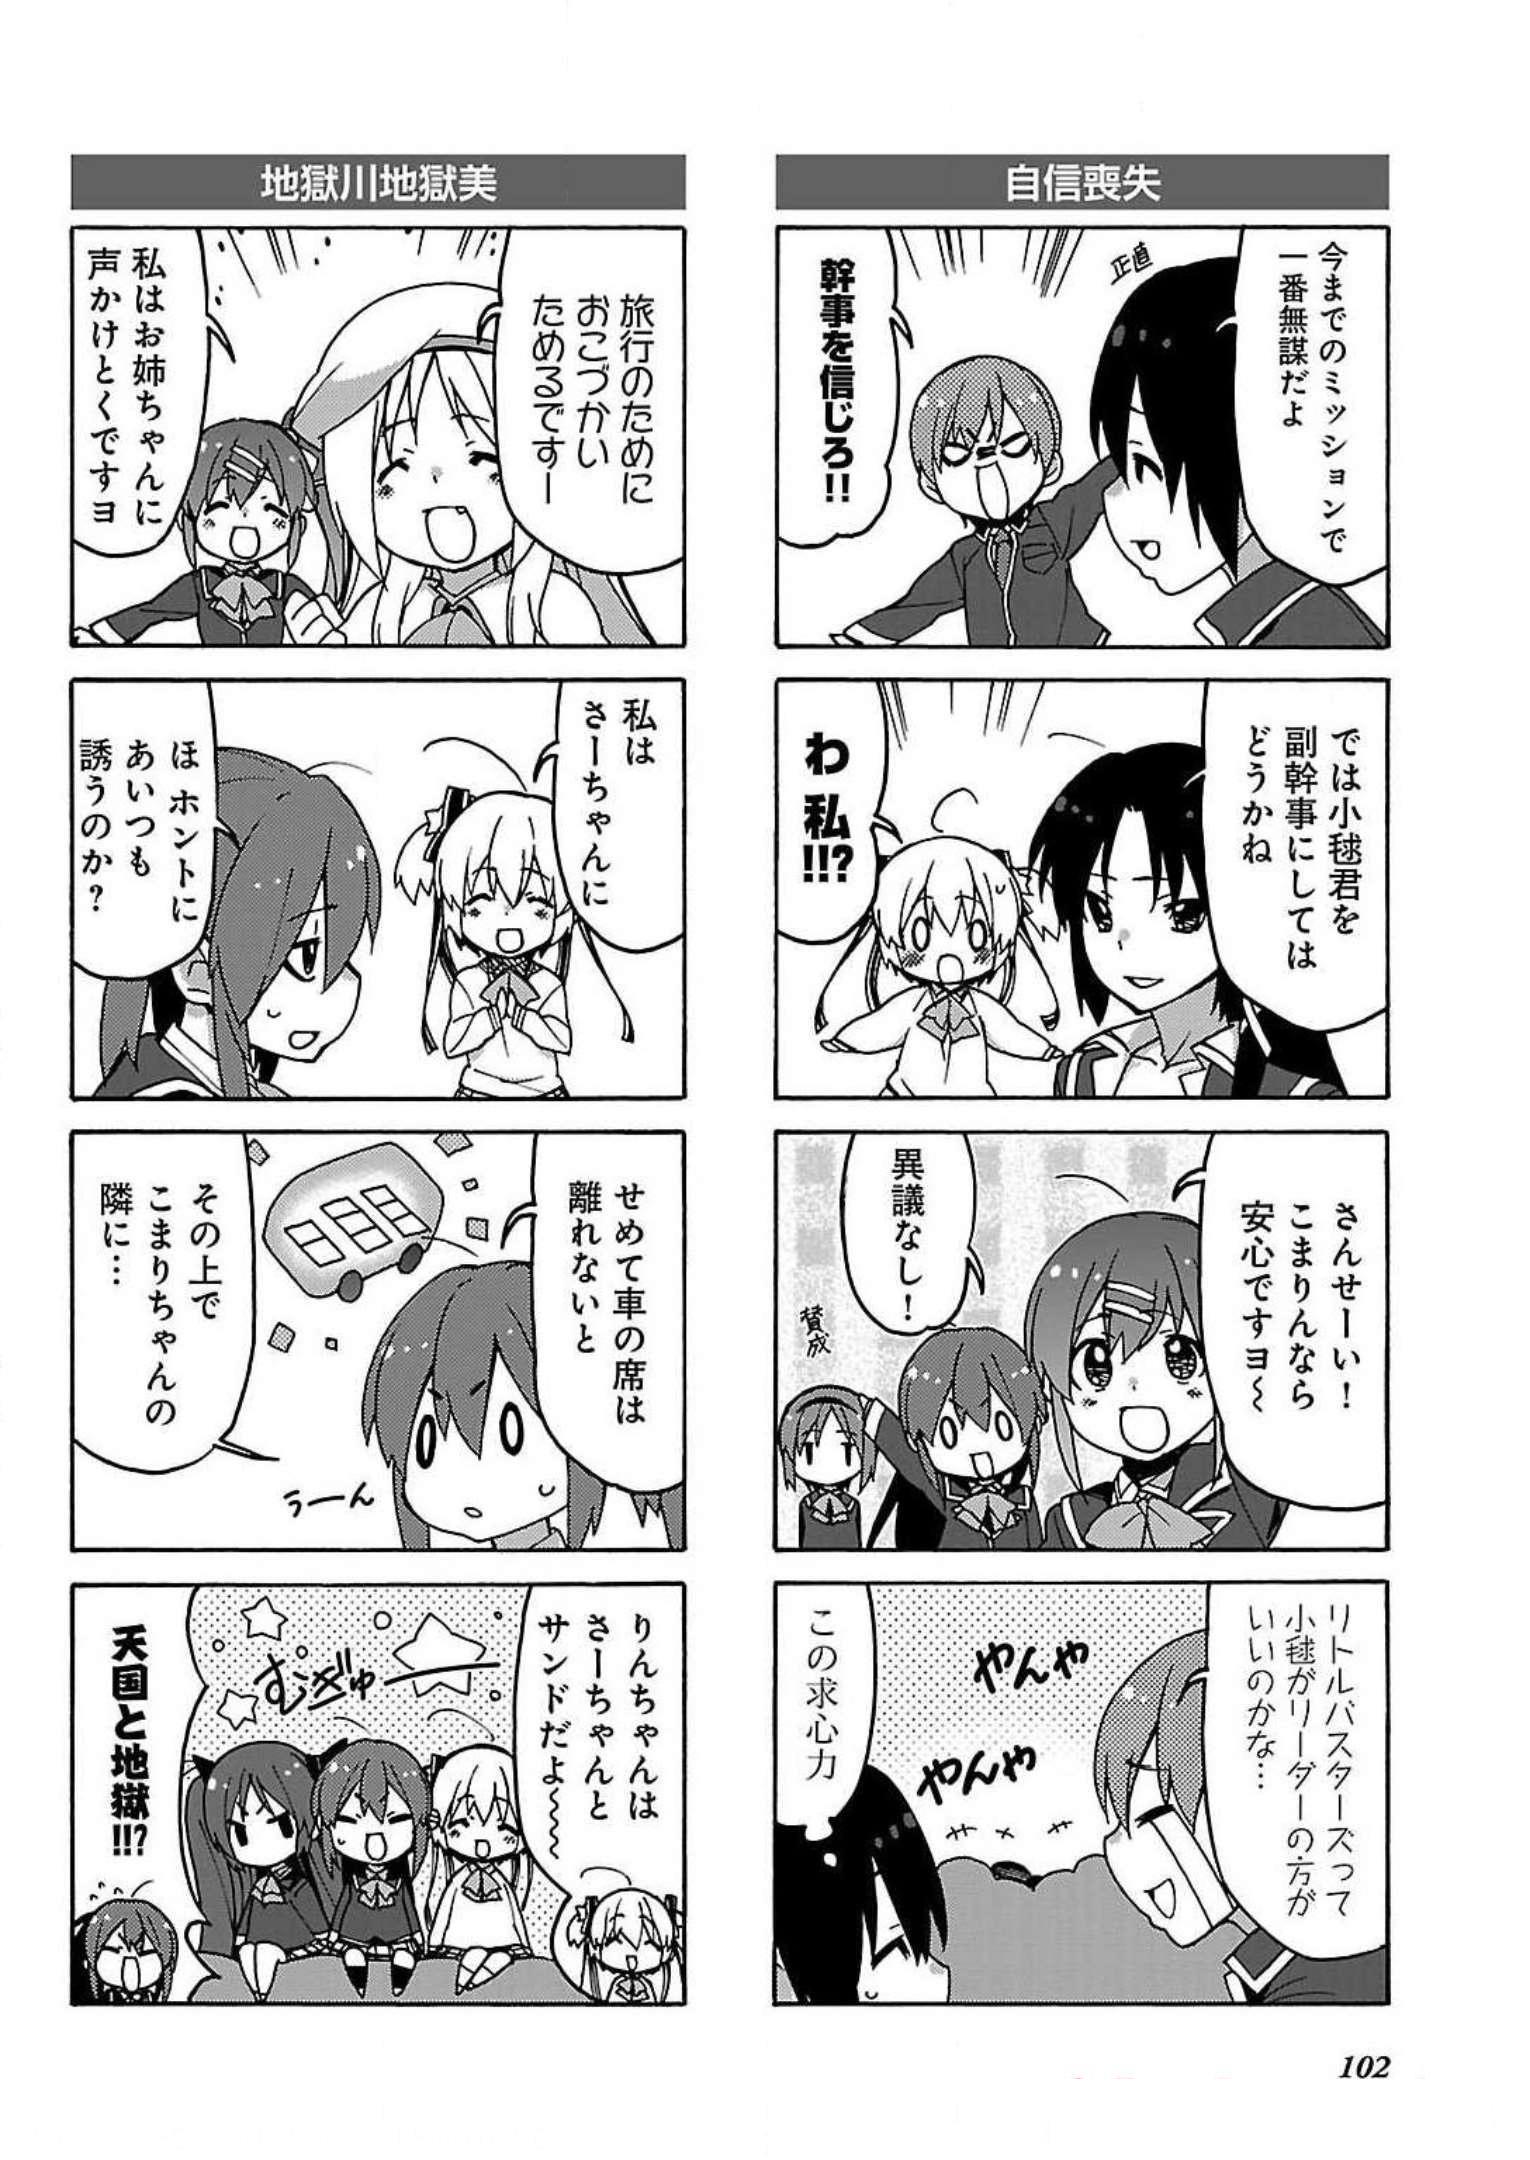 自信喪失
今までのミッションで
一番無謀だよ
正直
幹事を信じろ!!
では小毬君を
副幹事にしては
どうかね
わ 私!!?
さんせーい!
こまりんなら
安心ですヨ〜
異議なし!
賛成
リトルバスターズって
小毬がリーダーの方が
いいのかな…
やんや
やんや
この求心力
地獄川地獄美
旅行のために
おこづかい
ためるですー
私はお姉ちゃんに
声かけとくですヨ
私は
さーちゃんに
ほ ホントに
あいつも
誘うのか?
せめて車の席は
離れないと
その上で
こまりちゃんの
隣に…
うーん
りんちゃんは
さーちゃんと
サンドだよ〜〜〜
むぎゅー
天国と地獄!!?
102